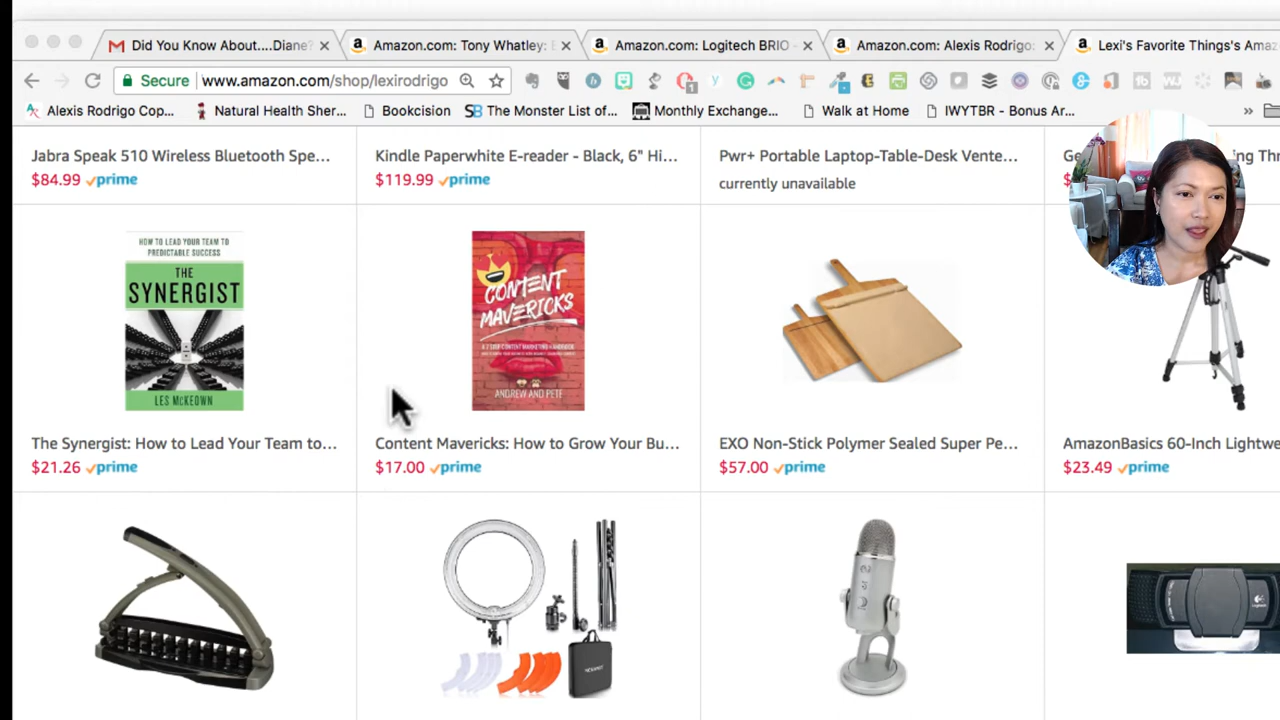 Did You Know About....Diane?
Amazon.com: Tony Whatley:
Amazon.com: Logitech BRIO -
Amazon.com: Alexis Rodrigo:
Lexi's Favorite Things's Amaz
Secure
www.amazon.com/shop/lexirodrigo
Alexis Rodrigo Cop...
Natural Health Sher...
Bookcision
The Monster List of...
Monthly Exchange...
Walk at Home
IWYTBR - Bonus Ar...
»
Jabra Speak 510 Wireless Bluetooth Spe...
Kindle Paperwhite E-reader - Black, 6" Hi...
Pwr+ Portable Laptop-Table-Desk Vente...
$84.99 prime
$119.99 prime
currently unavailable
HOW TO LEAD YOUR TEAM TO
PREDICTABLE SUCCESS
THE
SYNERGIST
LES McKEOWN
CONTENT
MAVERICKS
ANDREW AND PETE
The Synergist: How to Lead Your Team to...
Content Mavericks: How to Grow Your Bu...
EXO Non-Stick Polymer Sealed Super Pe...
AmazonBasics 60-Inch Lightwe
$21.26 prime
$17.00 prime
$57.00 prime
$23.49 prime